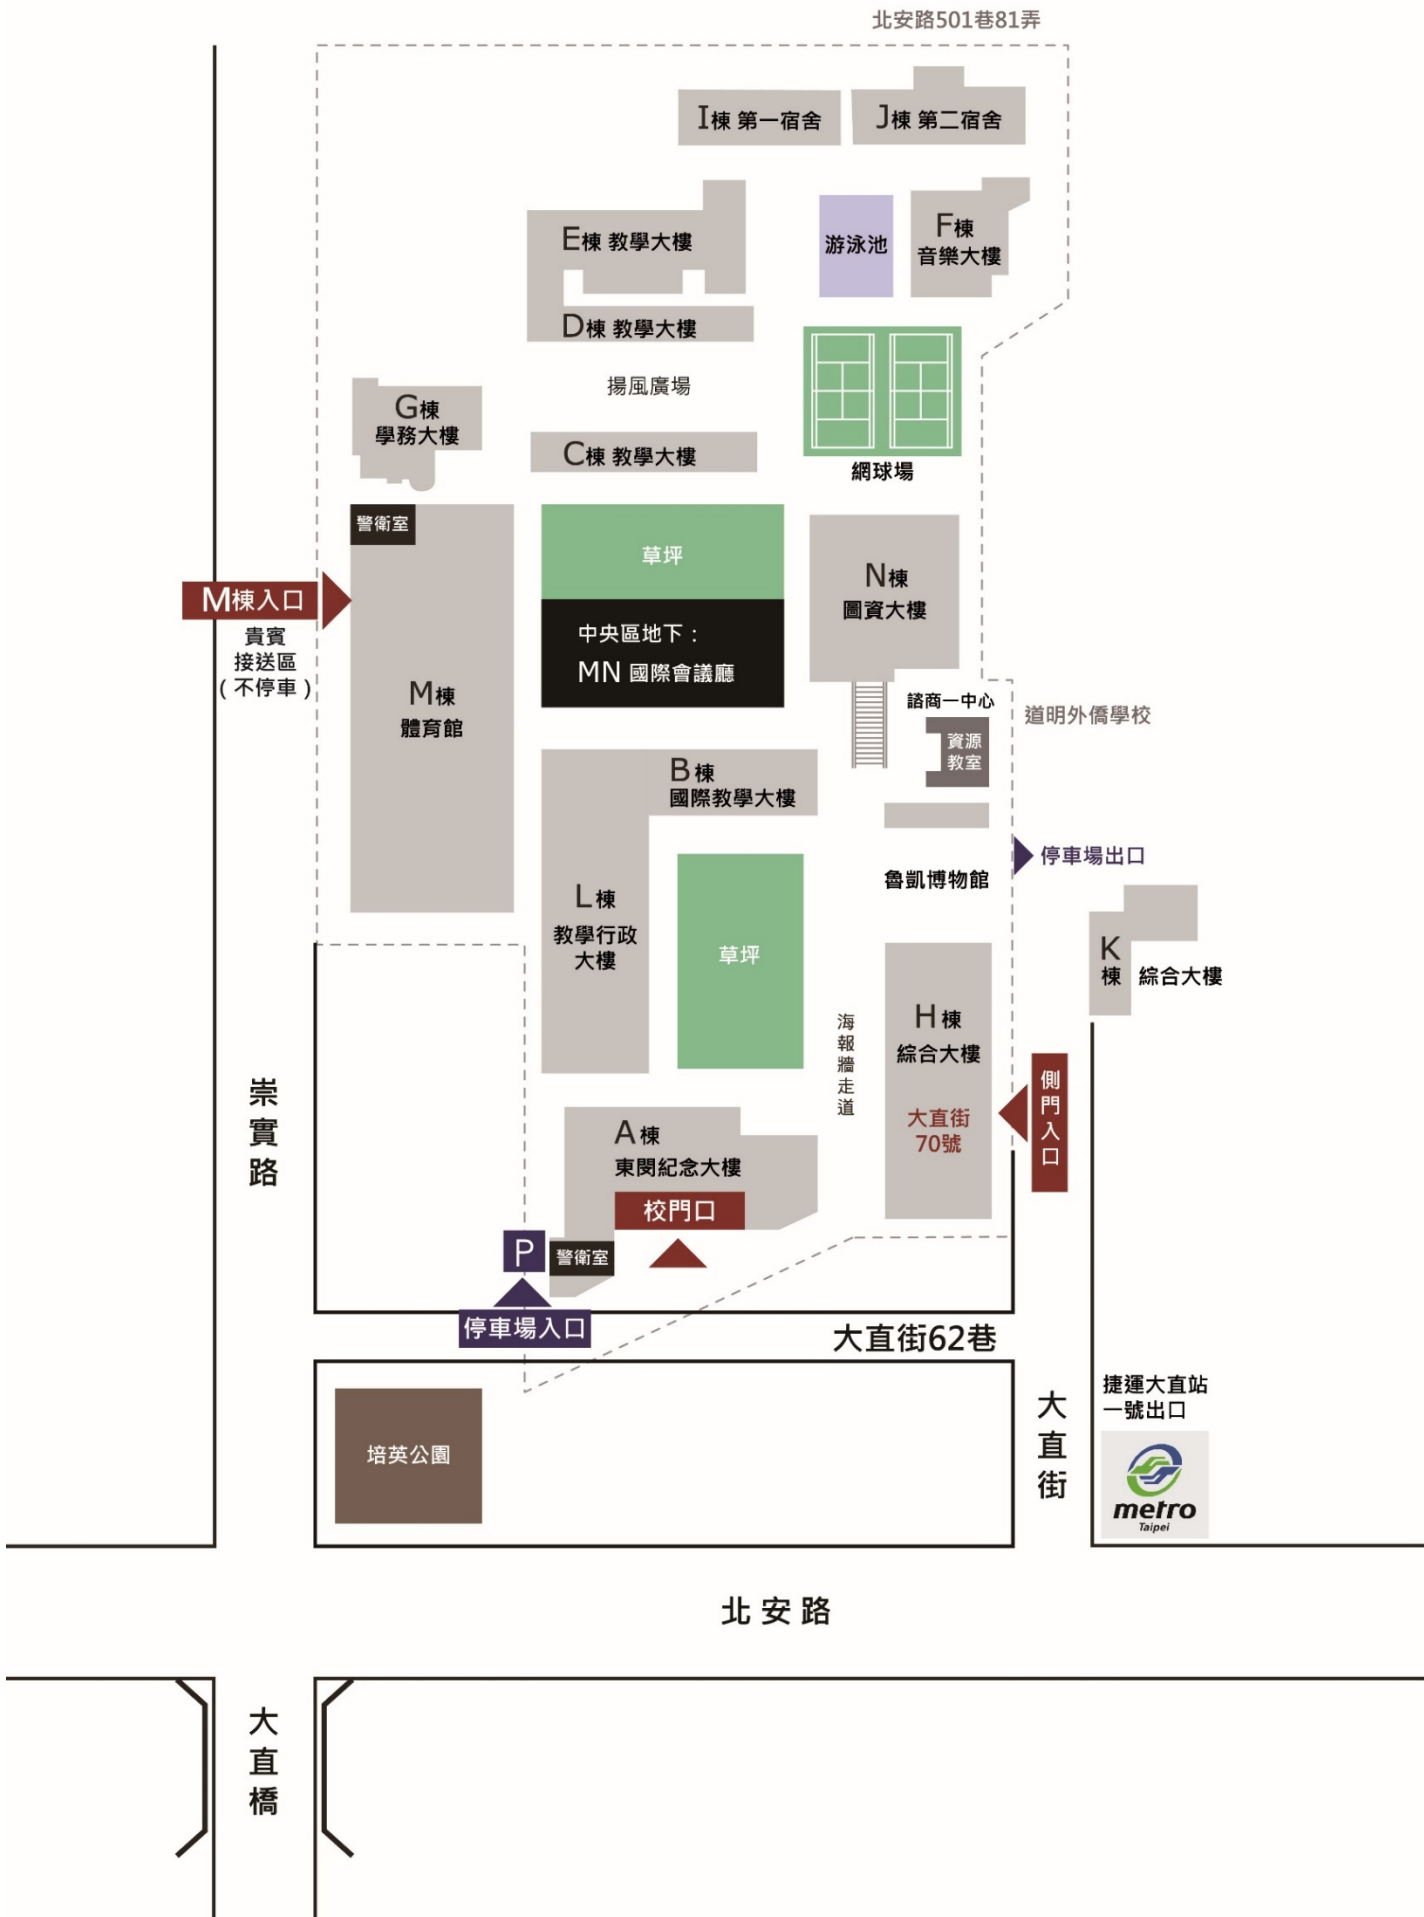 北安路501巷81弄
I棟 第一宿舍
J棟 第二宿舍
E棟 教學大樓
游泳池
F棟
音樂大樓
D棟 教學大樓
揚風廣場
G棟
學務大樓
C棟 教學大樓
網球場
警衛室
草坪
N棟
圖資大樓
M棟入口
貴賓
接送區
(不停車)
中央區地下：
MN 國際會議廳
M棟
體育館
諮商一中心
資源
教室
道明外僑學校
B棟
國際教學大樓
停車場出口
魯凱博物館
L棟
教學行政
大樓
草坪
K
棟 綜合大樓
H棟
綜合大樓
大直街
70號
海報牆走道
側門入口
崇實路
A棟
東閔紀念大樓
校門口
P
警衛室
停車場入口
大直街62巷
大直街
捷運大直站
一號出口
metro
Taipei
培英公園
北安路
大直橋